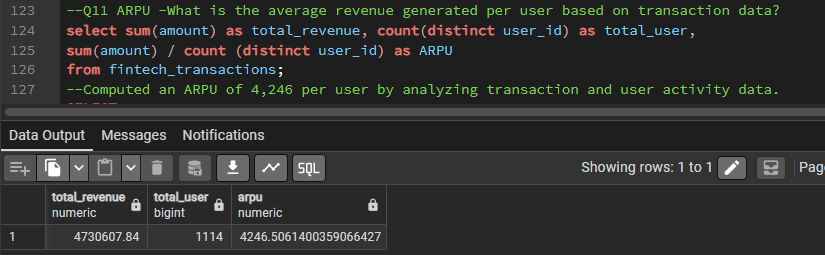 123 --Q11 ARPU -What is the average revenue generated per user based on transaction data?
124 select sum(amount) as total_revenue, count(distinct user_id) as total_user,
125 sum(amount) / count (distinct user_id) as ARPU
126 from fintech_transactions;
127 --Computed an ARPU of 4,246 per user by analyzing transaction and user activity data.
Data Output Messages Notifications
SQL Showing rows: 1 to 1 Pag
total_revenue total_user arpu
numeric bigint numeric
1 4730607.84 1114 4246.5061400359066427